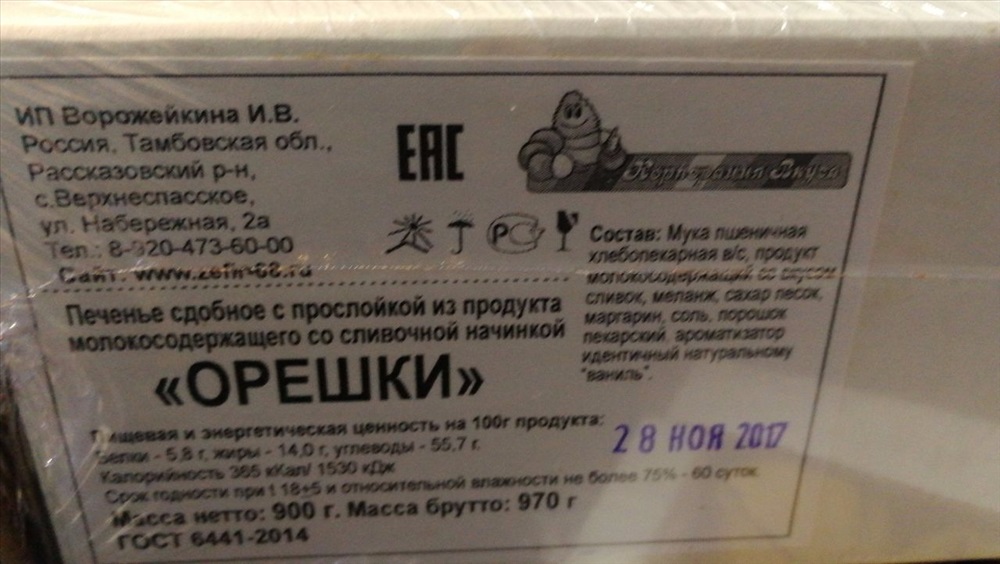 ИП Ворожейкина И.В.
Россия, Тамбовская обл.,
Рассказовский р-н,
с.Верхнеспасское,
ул. Набережная, 2а
Тел.: 8-920-473-60-00
Сайт: www.zefir-68.ru
ЕАС
Корпорация Вкуса
РСТ
Состав: Мука пшеничная
хлебопекарная в/с, продукт
молокосодержащий со вкусом
сливок, меланж, сахар песок,
маргарин, соль, порошок
пекарский, ароматизатор
идентичный натуральному
"ваниль".
Печенье сдобное с прослойкой из продукта
молокосодержащего со сливочной начинкой
«ОРЕШКИ»
Пищевая и энергетическая ценность на 100г продукта:
Белки - 5,8 г, жиры - 14,0 г, углеводы - 55,7 г.
Калорийность 365 кКал/ 1530 кДж
28 НОЯ 2017
Срок годности при t 18±5 и относительной влажности не более 75% - 60 суток
Масса нетто: 900 г. Масса брутто: 970 г
ГОСТ 6441-2014